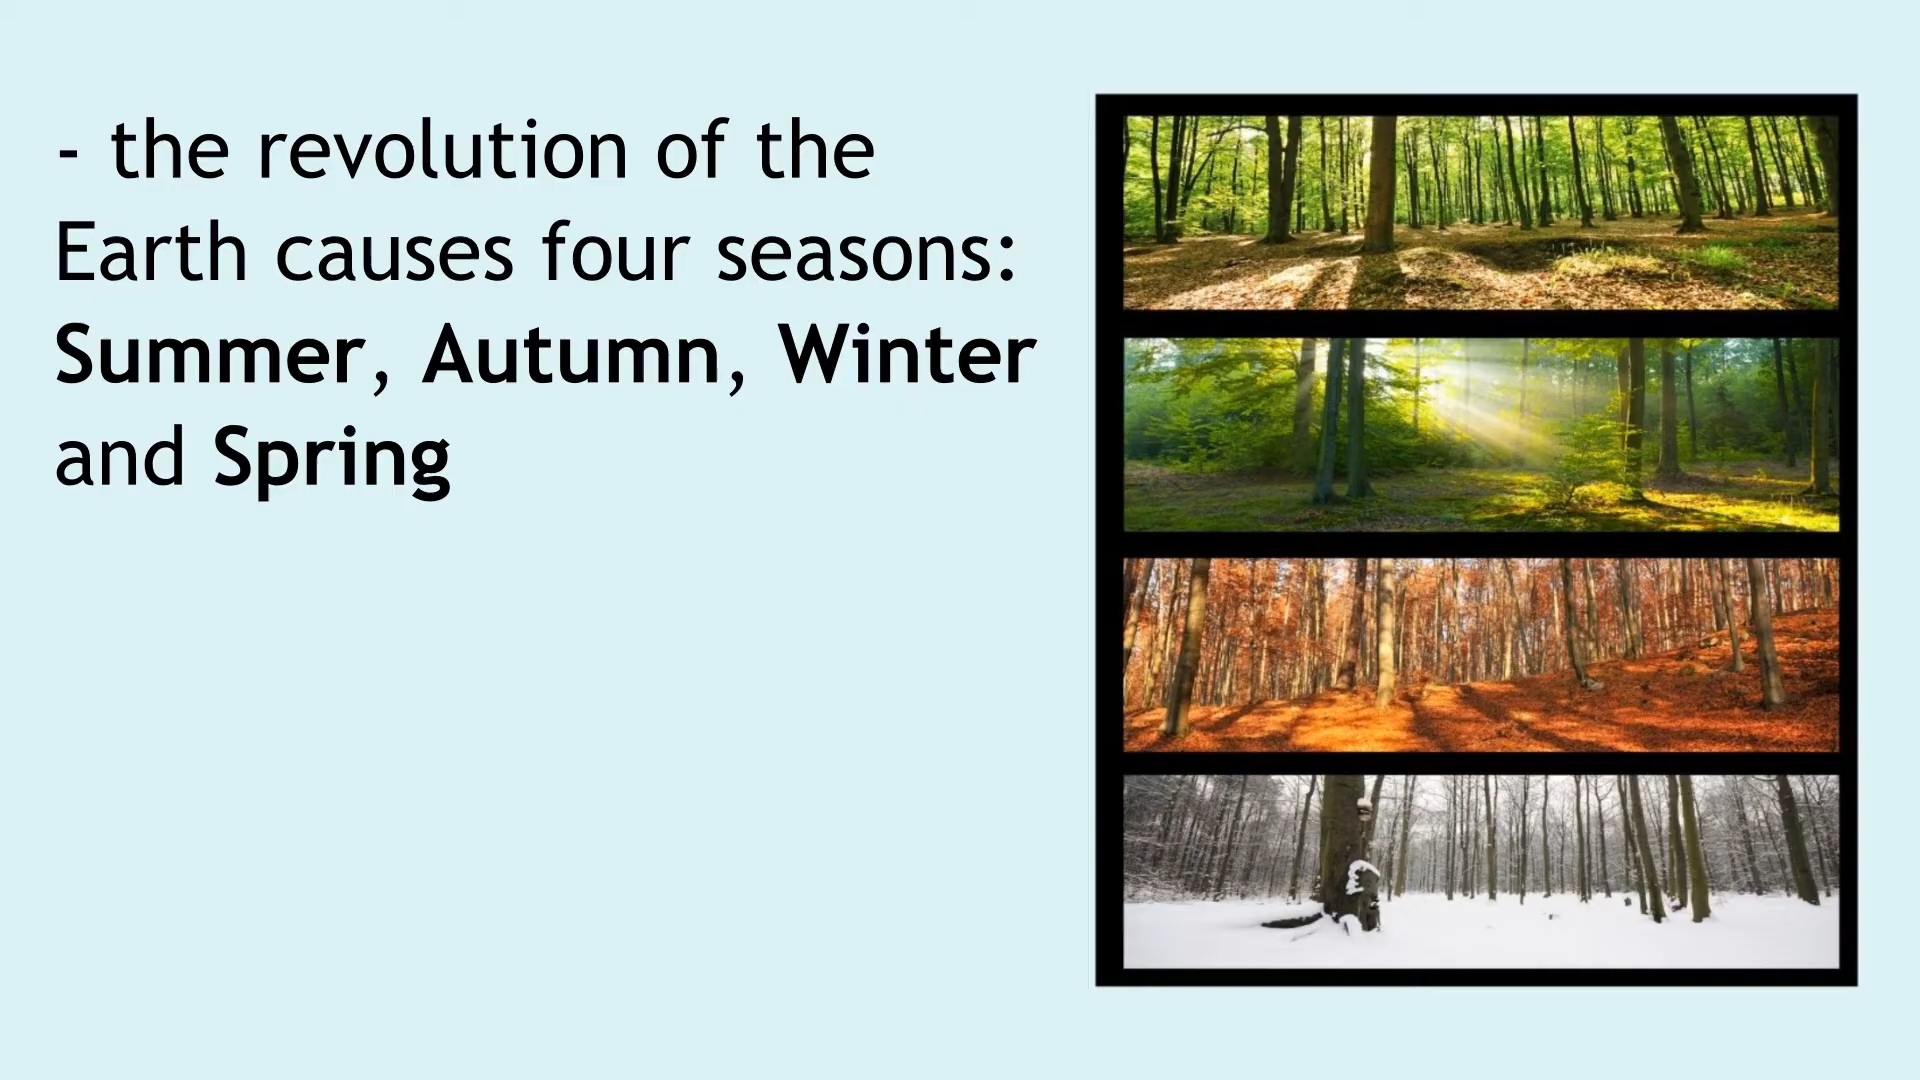 - the revolution of the
Earth causes four seasons:
Summer, Autumn, Winter
and Spring